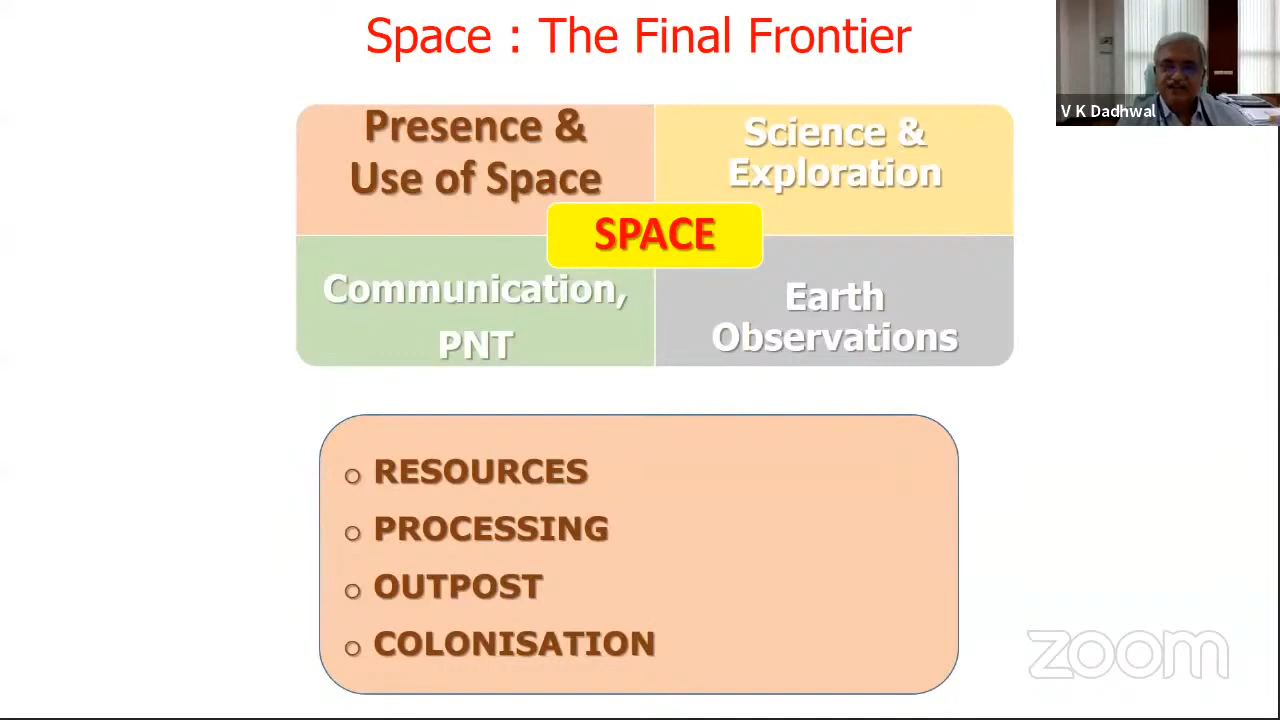 Space : The Final Frontier
V K Dadhwal
Presence &
Use of Space
Science &
Exploration
SPACE
Communication,
PNT
Earth
Observations
o RESOURCES
o PROCESSING
o OUTPOST
o COLONISATION
zoom